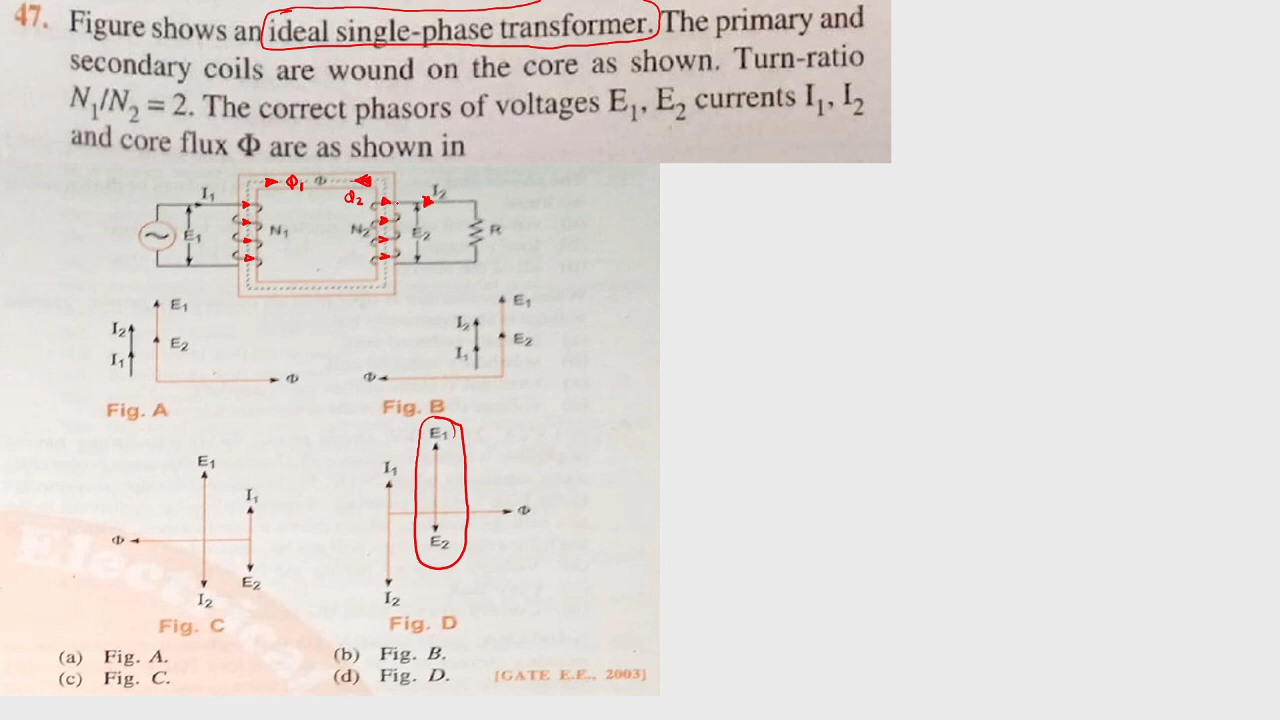 47. Figure shows an ideal single-phase transformer. The primary and
secondary coils are wound on the core as shown. Turn-ratio
N₁/N₂ = 2. The correct phasors of voltages E₁, E₂ currents I₁, I₂
and core flux Φ are as shown in
Φ₁ Φ
Φ₂
I₁ I₂
E₁ N₁ N₂ E₂ R
E₁ E₁
I₂ I₂
E₂ E₂
I₁ I₁
Φ Φ
Fig. A Fig. B
E₁ E₁
I₁ I₁
Φ Φ
E₂ E₂
I₂ I₂
Fig. C Fig. D
Electrical
(a) Fig. A. (b) Fig. B.
(c) Fig. C. (d) Fig. D. [GATE E.E., 2003]